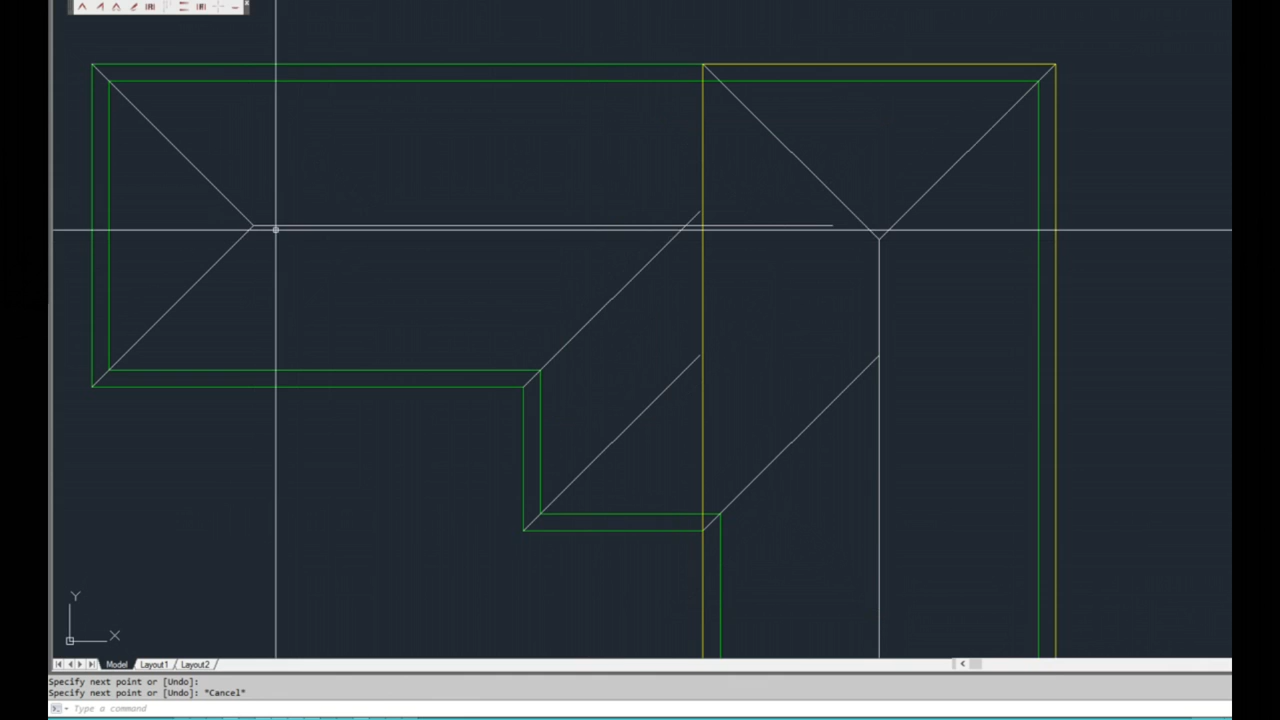 Y
X
Model Layout1 Layout2
Specify next point or [Undo]:
Specify next point or [Undo]: *Cancel*
Type a command